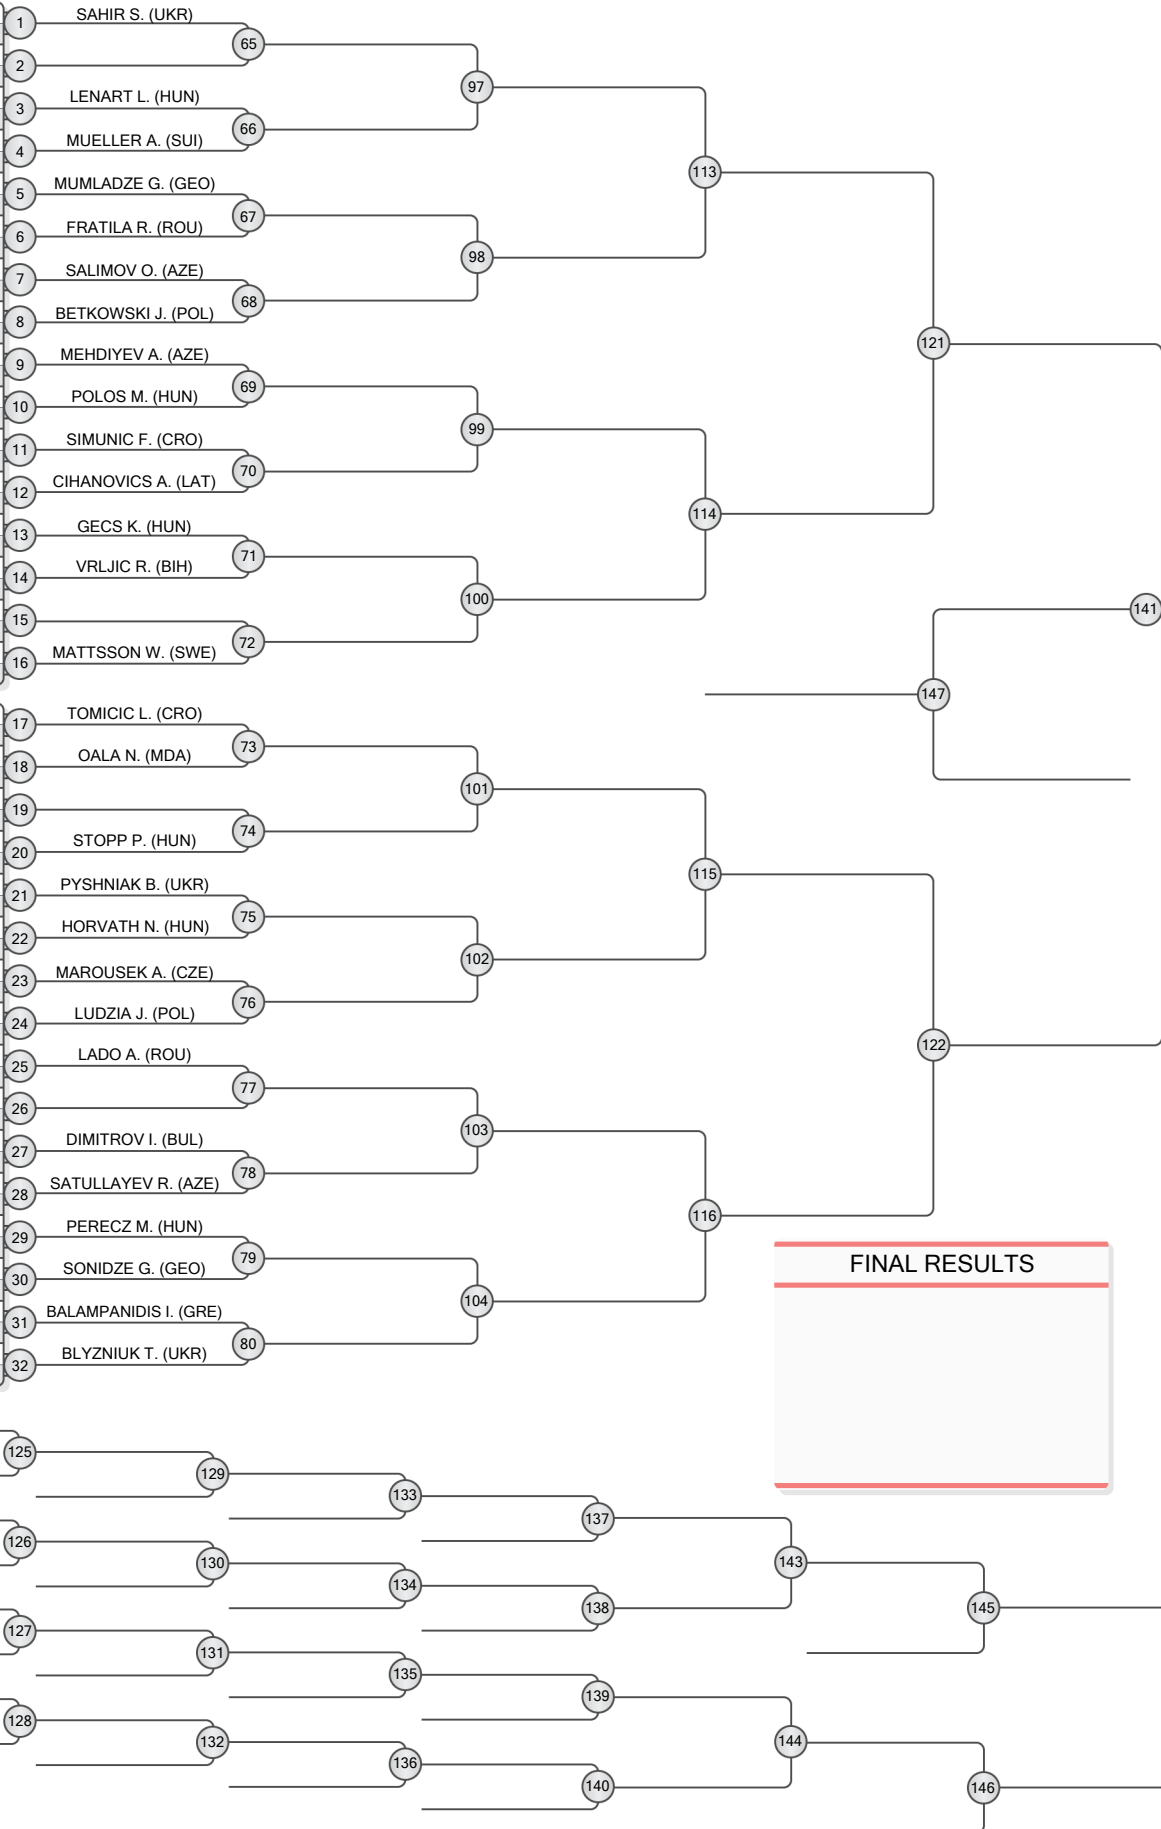 1 SAHIR S. (UKR)
65
2
97
3 LENART L. (HUN)
66
4 MUELLER A. (SUI)
113
5 MUMLADZE G. (GEO)
67
6 FRATILA R. (ROU)
98
7 SALIMOV O. (AZE)
68
8 BETKOWSKI J. (POL)
121
9 MEHDIYEV A. (AZE)
69
10 POLOS M. (HUN)
99
11 SIMUNIC F. (CRO)
70
12 CIHANOVICS A. (LAT)
114
13 GECS K. (HUN)
71
14 VRLJIC R. (BIH)
100
141
15
72
16 MATTSSON W. (SWE)
147
17 TOMICIC L. (CRO)
73
18 OALA N. (MDA)
101
19
74
20 STOPP P. (HUN)
115
21 PYSHNIAK B. (UKR)
75
22 HORVATH N. (HUN)
102
23 MAROUSEK A. (CZE)
76
24 LUDZIA J. (POL)
122
25 LADO A. (ROU)
77
26
103
27 DIMITROV I. (BUL)
78
28 SATULLAYEV R. (AZE)
116
29 PERECZ M. (HUN)
79
30 SONIDZE G. (GEO)
FINAL RESULTS
104
31 BALAMPANIDIS I. (GRE)
80
32 BLYZNIUK T. (UKR)
125
129
133
137
126
130
143
134
138
145
127
131
135
139
128
132
144
136
140
146